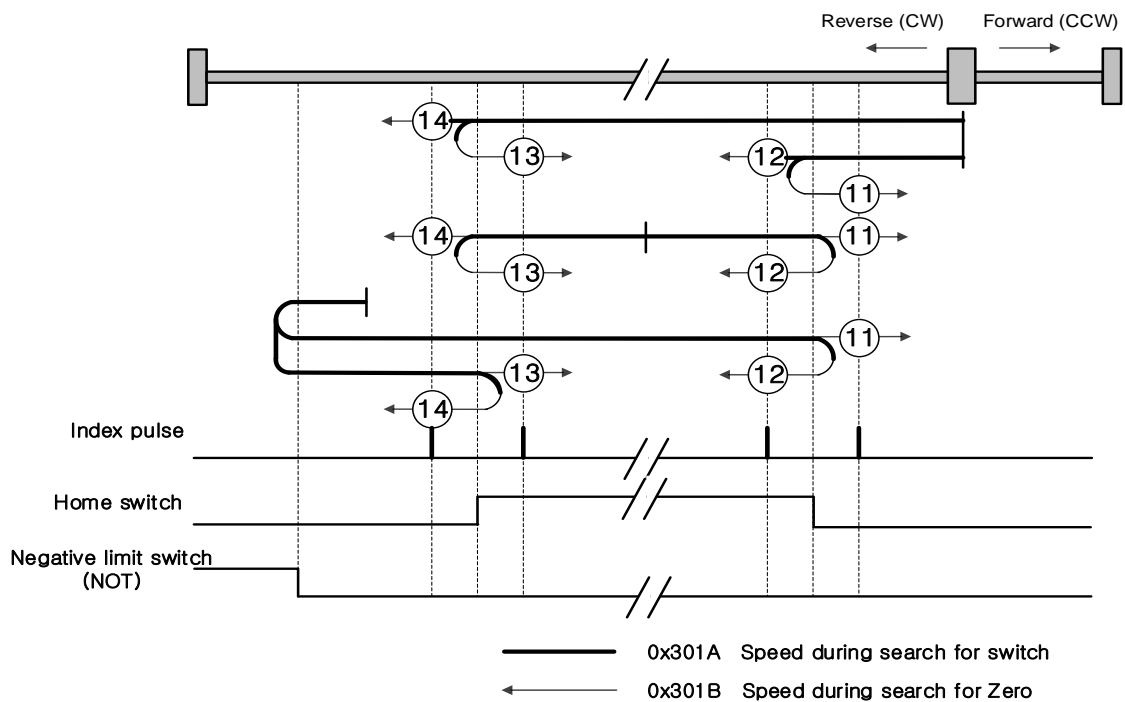 Reverse (CW) Forward (CCW)
14
13
12
11
14
11
13
12
11
13
12
14
Index pulse
Home switch
Negative limit switch
(NOT)
0x301A Speed during search for switch
0x301B Speed during search for Zero